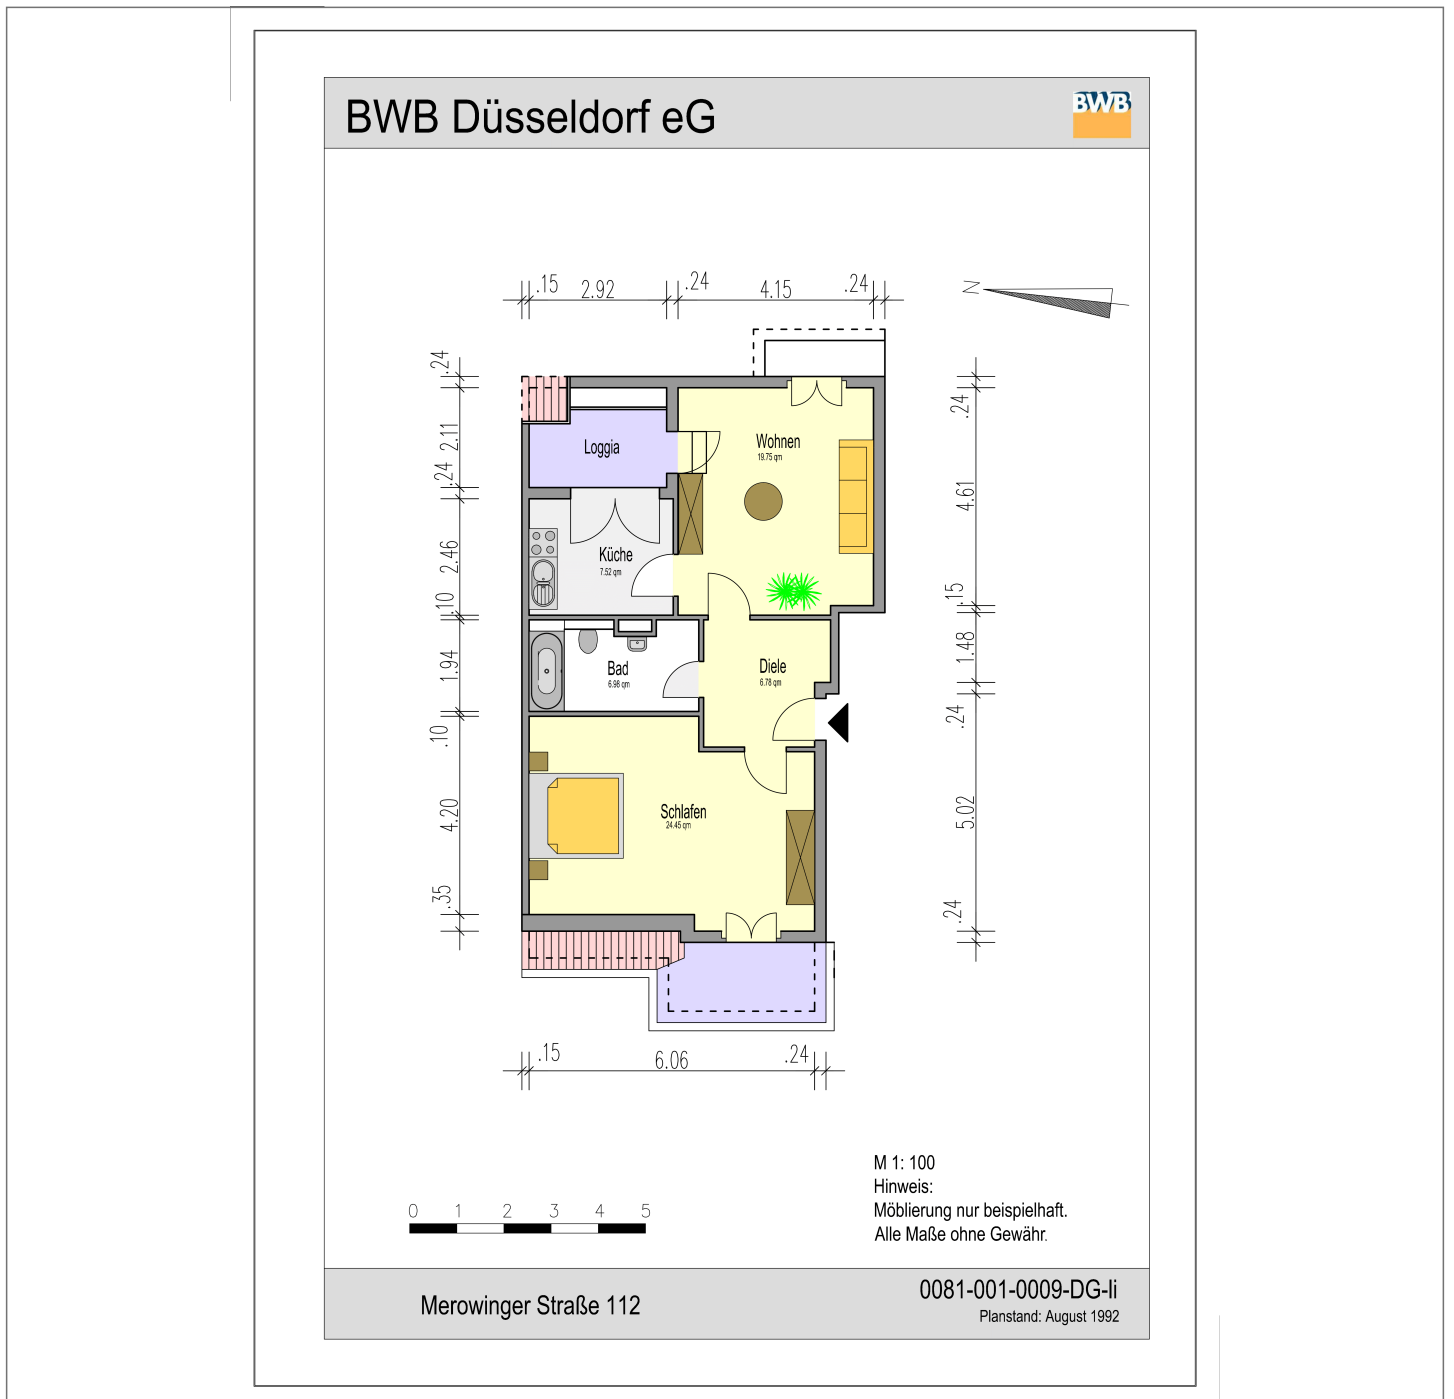 BWB Düsseldorf eG
BWB
.15
2.92
.24
4.15
.24
N
.24
2.11
.24
2.46
.10
1.94
.10
4.20
.35
Loggia
Wohnen
19.75 qm
Küche
7.52 qm
Bad
6.98 qm
Diele
6.78 qm
Schlafen
24.45 qm
.24
4.61
.15
1.48
.24
5.02
.24
.15
6.06
.24
M 1: 100
Hinweis:
Möblierung nur beispielhaft.
Alle Maße ohne Gewähr.
0 1 2 3 4 5
Merowinger Straße 112
0081-001-0009-DG-li
Planstand: August 1992